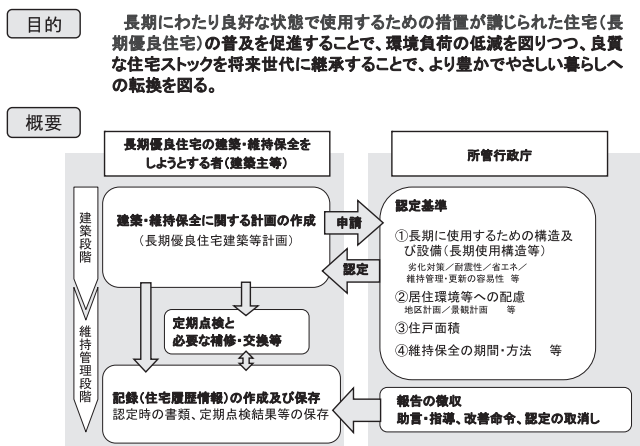 目的
長期にわたり良好な状態で使用するための措置が講じられた住宅(長
期優良住宅)の普及を促進することで、環境負荷の低減を図りつつ、良質
な住宅ストックを将来世代に継承することで、より豊かでやさしい暮らしへ
の転換を図る。
概要
長期優良住宅の建築・維持保全を
しようとする者(建築主等)
所管行政庁
建築段階
建築・維持保全に関する計画の作成
(長期優良住宅建築等計画)
申請
認定
認定基準
①長期に使用するための構造及
び設備(長期使用構造等)
劣化対策/耐震性/省エネ/
維持管理・更新の容易性 等
②居住環境等への配慮
地区計画/景観計画 等
③住戸面積
④維持保全の期間・方法 等
維持管理段階
定期点検と
必要な補修・交換等
記録(住宅履歴情報)の作成及び保存
認定時の書類、定期点検結果等の保存
報告の徴収
助言・指導、改善命令、認定の取消し